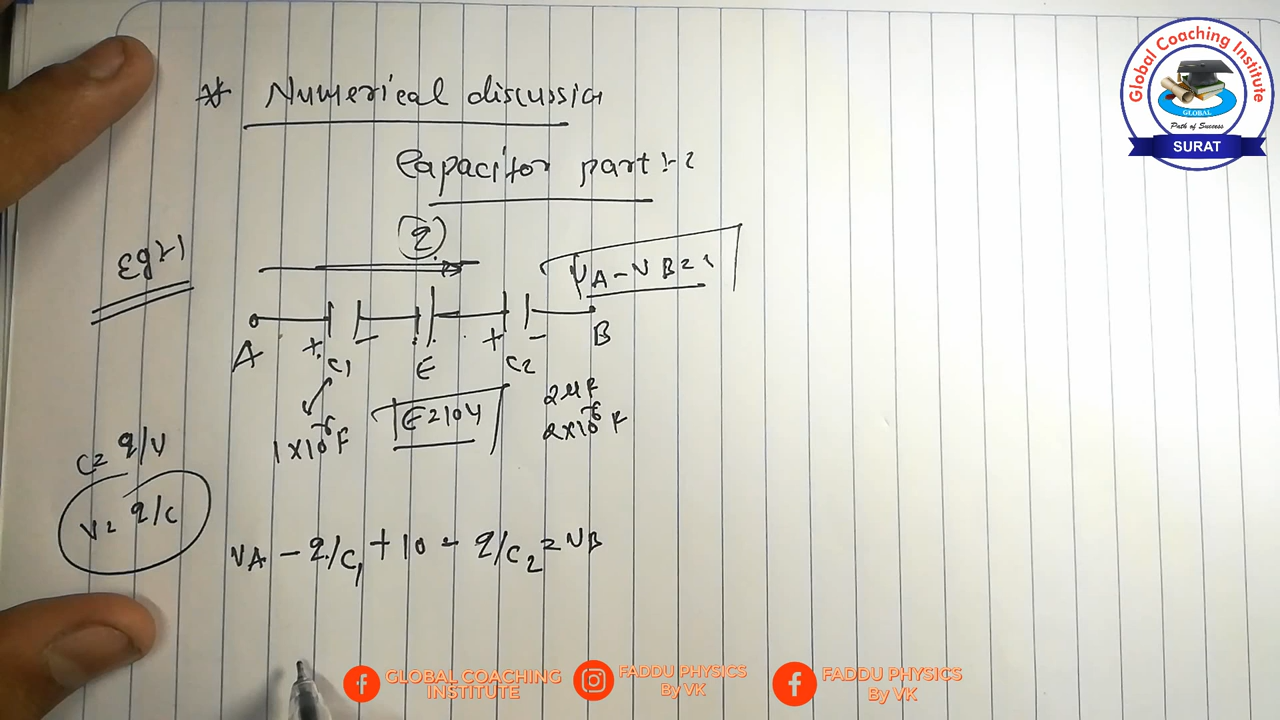 * Numerical discussion
Capacitor part :- 2
Eg:-1
q
VA - VB = ?
A + C1 - E + C2 - B
1 x 10^-6 F
E = 10V
2μF
2 x 10^-6 F
C = q/V
V = q/C
VA - q/C1 + 10 - q/C2 = VB
Global Coaching Institute
GLOBAL
Path of Success
SURAT
GLOBAL COACHING INSTITUTE
FADDU PHYSICS By VK
FADDU PHYSICS By VK